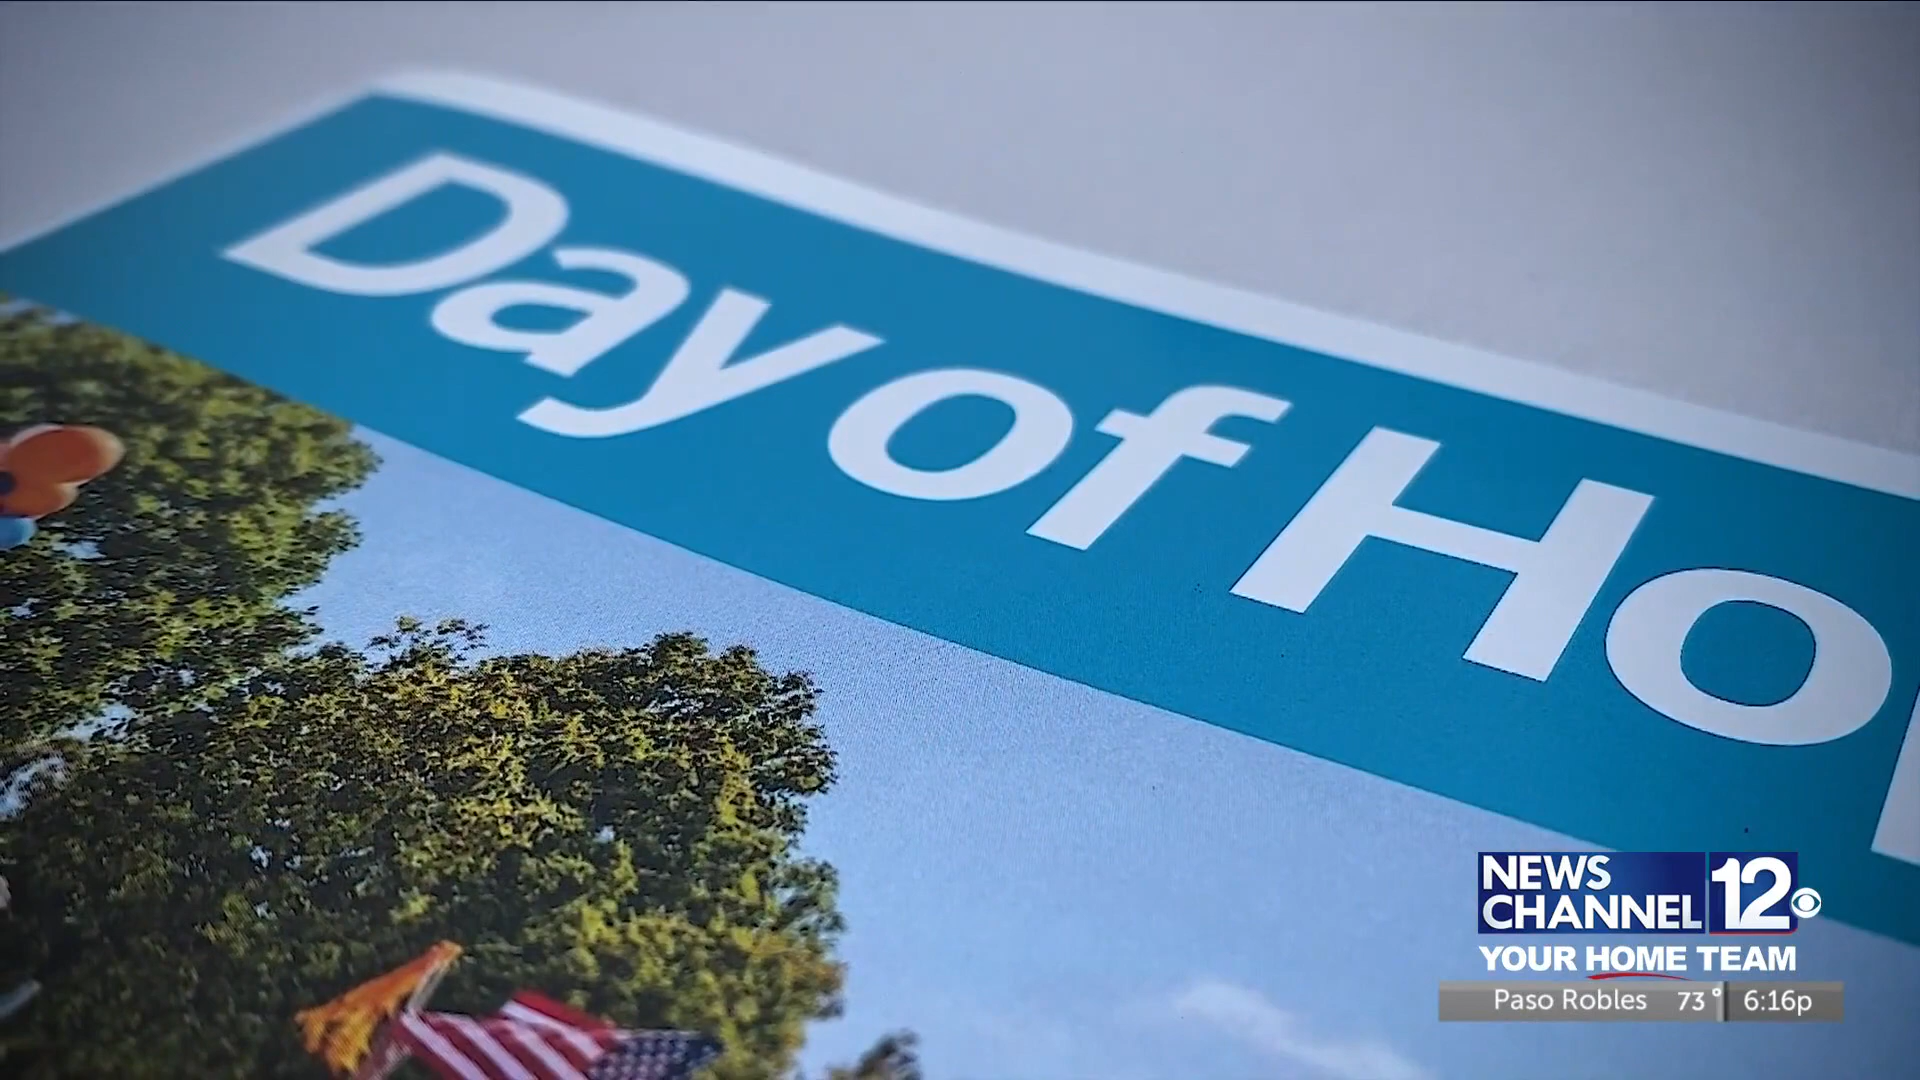 Day of Ho
NEWS
CHANNEL 12
YOUR HOME TEAM
Paso Robles 73° 6:16p